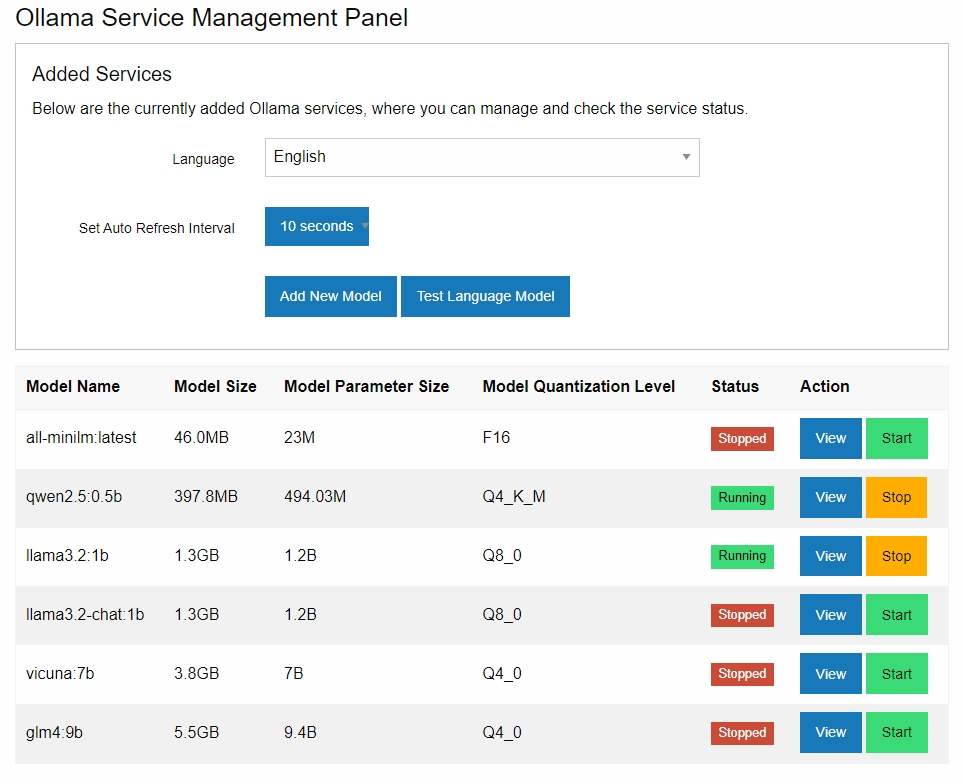 Ollama Service Management Panel
Added Services
Below are the currently added Ollama services, where you can manage and check the service status.
Language English
Set Auto Refresh Interval 10 seconds
Add New Model Test Language Model
Model Name Model Size Model Parameter Size Model Quantization Level Status Action
all-minilm:latest 46.0MB 23M F16 Stopped View Start
qwen2.5:0.5b 397.8MB 494.03M Q4_K_M Running View Stop
llama3.2:1b 1.3GB 1.2B Q8_0 Running View Stop
llama3.2-chat:1b 1.3GB 1.2B Q8_0 Stopped View Start
vicuna:7b 3.8GB 7B Q4_0 Stopped View Start
glm4:9b 5.5GB 9.4B Q4_0 Stopped View Start